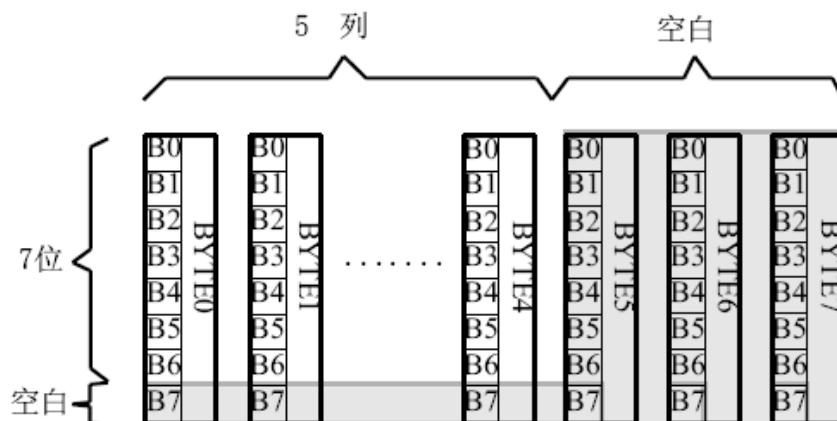 5 列 空白
B0 B0 B0 B0 B0 B0
B1 B1 B1 B1 B1 B1
B2 B2 B2 B2 B2 B2
7位 B3 B3 ....... B3 B3 B3 B3
B4 B4 B4 B4 B4 B4
B5 B5 B5 B5 B5 B5
B6 B6 B6 B6 B6 B6
空白 B7 B7 B7 B7 B7 B7
BYTE0
BYTE1
BYTE4
BYTE5
BYTE6
BYTE7